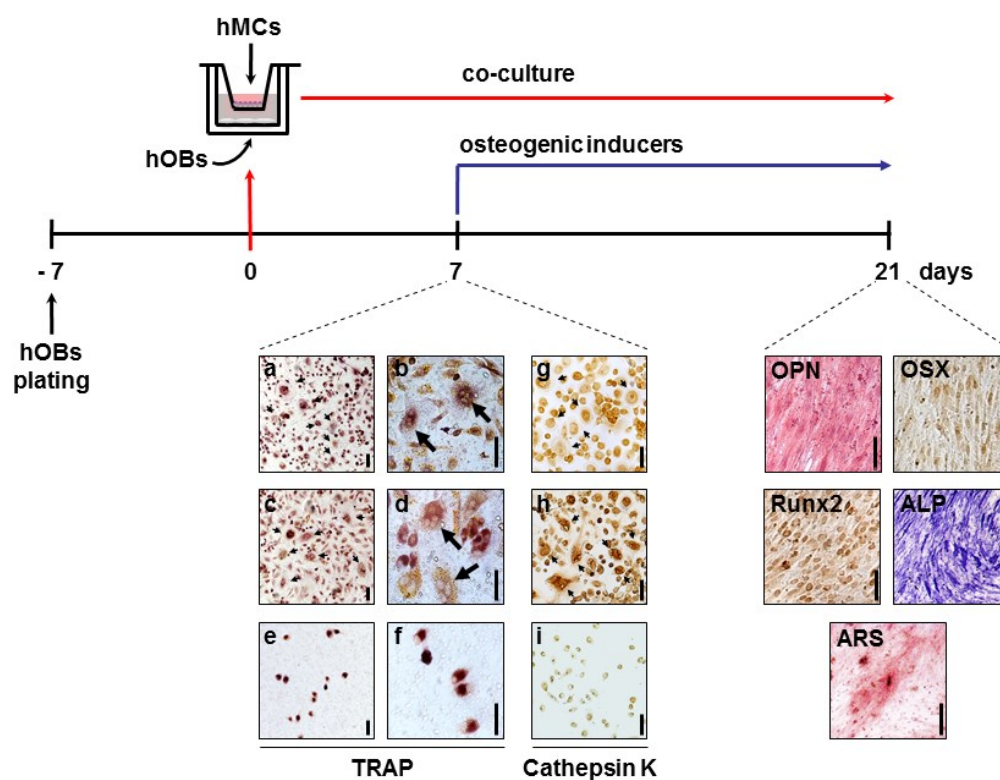 hMCs
co-culture
hOBs
osteogenic inducers
- 7
0
7
21 days
hOBs
plating
a
b
g
OPN
OSX
c
d
h
Runx2
ALP
e
f
i
ARS
TRAP
Cathepsin K